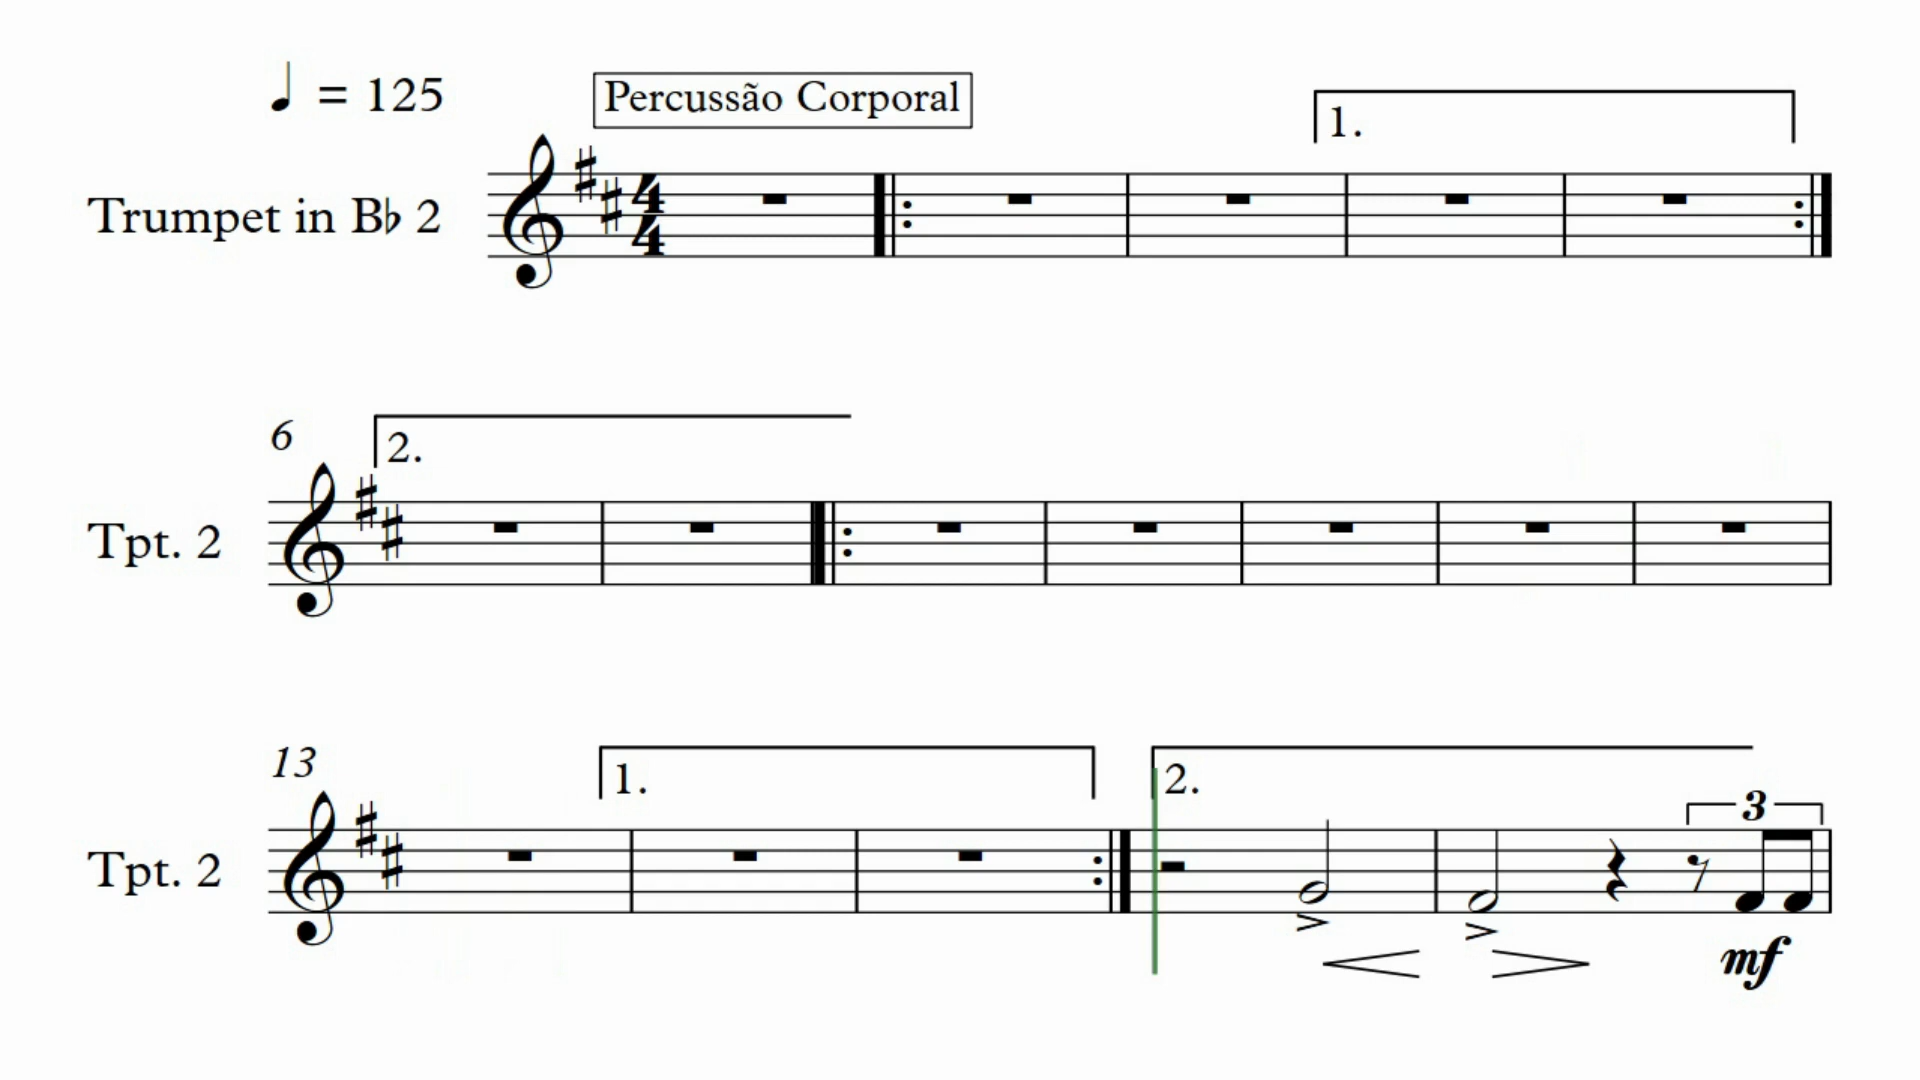 ♩ = 125
Percussão Corporal
1.
Trumpet in B♭ 2
4
4
6
2.
Tpt. 2
13
1.
2.
3
Tpt. 2
mf